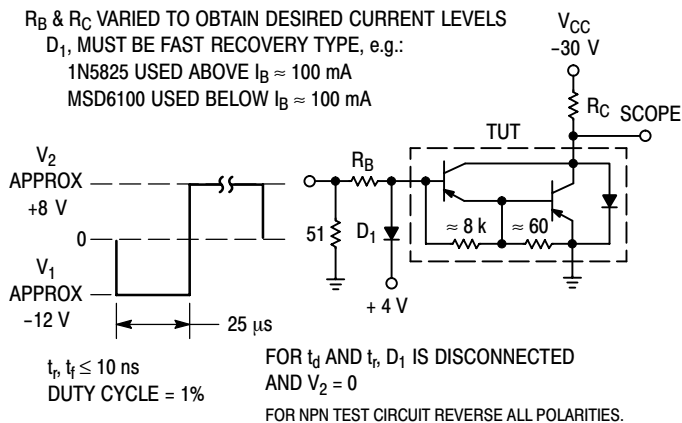 R_B & R_C VARIED TO OBTAIN DESIRED CURRENT LEVELS
D_1, MUST BE FAST RECOVERY TYPE, e.g.:
1N5825 USED ABOVE I_B ≈ 100 mA
MSD6100 USED BELOW I_B ≈ 100 mA
V_CC
−30 V
R_C
SCOPE
TUT
V_2
APPROX
+8 V
0
V_1
APPROX
−12 V
25 μs
R_B
51
D_1
≈ 8 k
≈ 60
+ 4 V
t_r, t_f ≤ 10 ns
DUTY CYCLE = 1%
FOR t_d AND t_r, D_1 IS DISCONNECTED
AND V_2 = 0
FOR NPN TEST CIRCUIT REVERSE ALL POLARITIES.